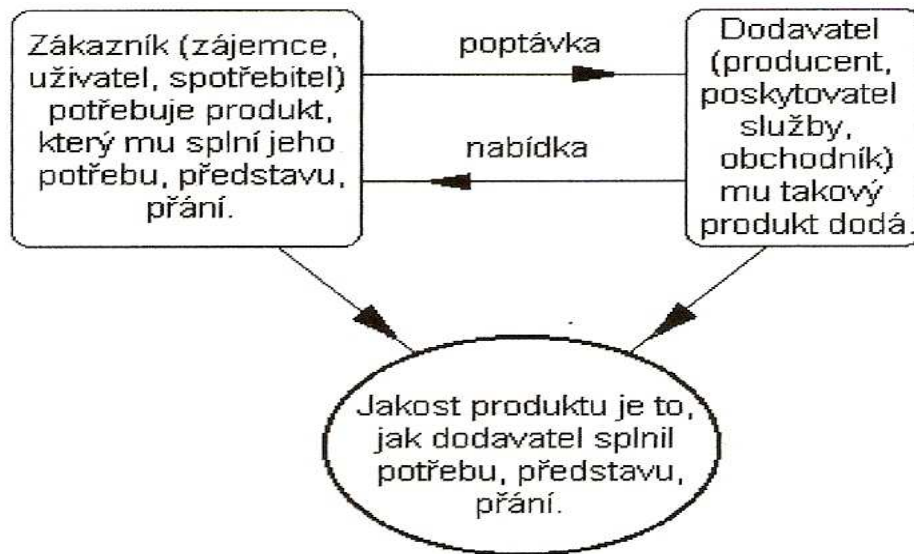 Zákazník (zájemce,
uživatel, spotřebitel)
potřebuje produkt,
který mu splní jeho
potřebu, představu,
přání.
poptávka
nabídka
Dodavatel
(producent,
poskytovatel
služby,
obchodník)
mu takový
produkt dodá.
Jakost produktu je to,
jak dodavatel splnil
potřebu, představu,
přání.